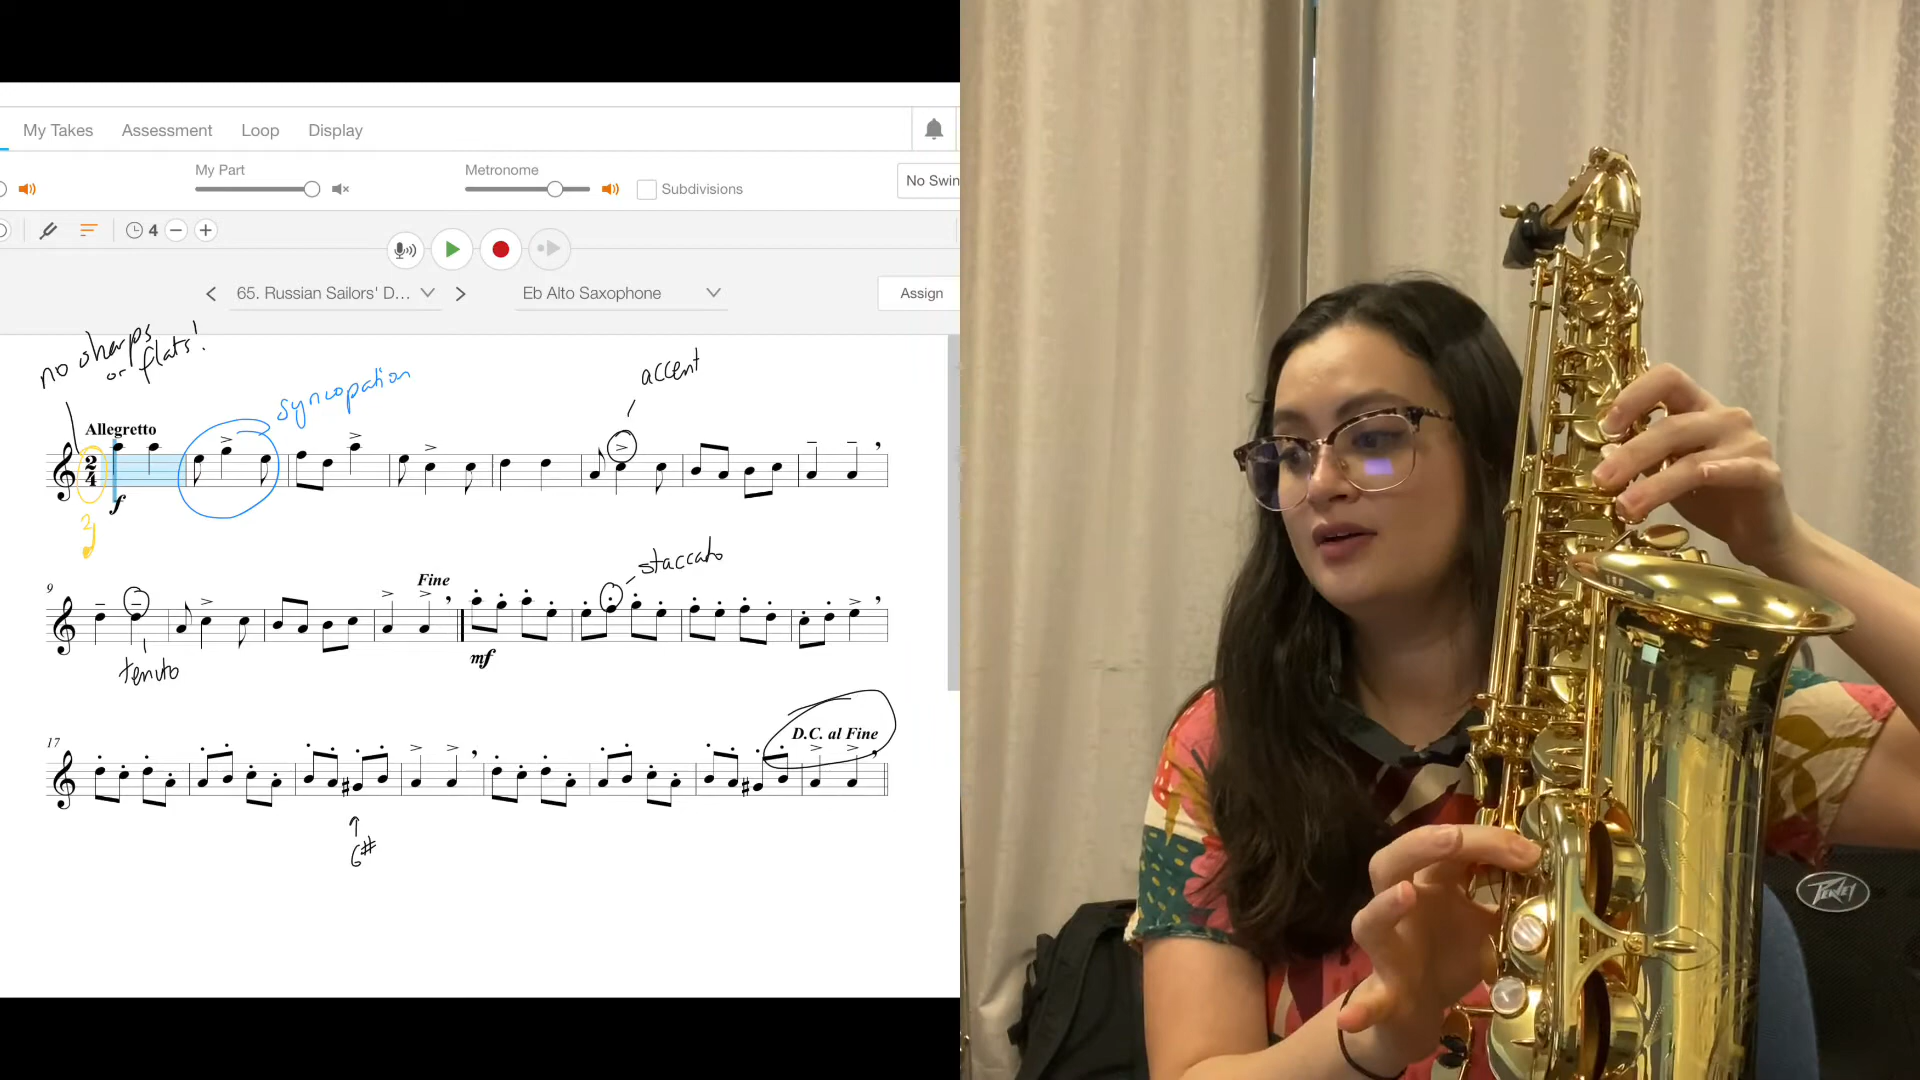 My Takes Assessment Loop Display
My Part
Metronome
Subdivisions
No Swin
4
65. Russian Sailors' D...
Eb Alto Saxophone
Assign
no sharps
or flats!
syncopation
accent
Allegretto
2
4
f
2
staccato
9
Fine
mf
tenuto
17
D.C. al Fine
G#
PEAVEY